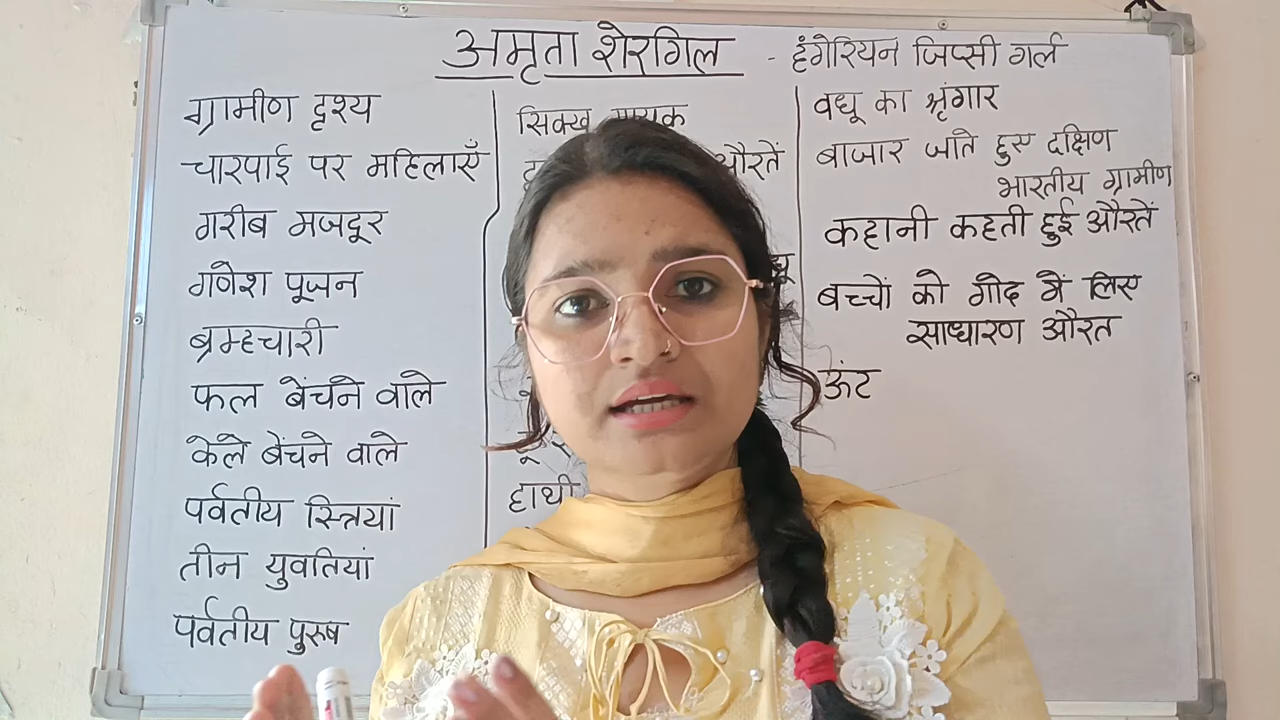 अमृता शेरगिल - हंगेरियन जिप्सी गर्ल
ग्रामीण दृश्य
चारपाई पर महिलाएँ
गरीब मजदूर
गणेश पूजन
ब्रम्हचारी
फल बेंचने वाले
केले बेंचने वाले
पर्वतीय स्त्रियां
तीन युवतियां
पर्वतीय पुरुष
सिक्ख
औरतें
हाथी
वधू का श्रृंगार
बाजार जाते हुए दक्षिण
भारतीय ग्रामीण
कहानी कहती हुई औरतें
बच्चों को गोद में लिए
साधारण औरत
ऊंट